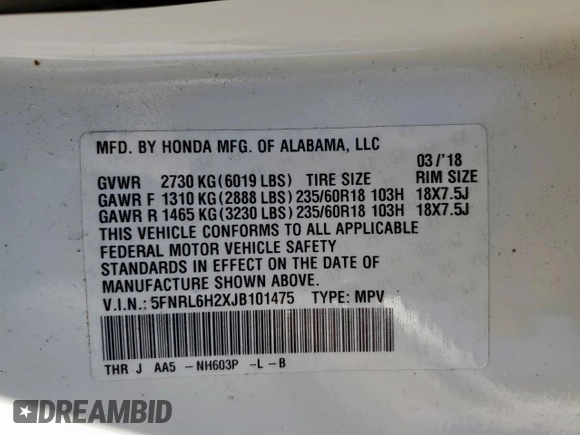 MFD. BY HONDA MFG. OF ALABAMA, LLC
03/'18
GVWR 2730 KG (6019 LBS) TIRE SIZE RIM SIZE
GAWR F 1310 KG (2888 LBS) 235/60R18 103H 18X7.5J
GAWR R 1465 KG (3230 LBS) 235/60R18 103H 18X7.5J
THIS VEHICLE CONFORMS TO ALL APPLICABLE
FEDERAL MOTOR VEHICLE SAFETY
STANDARDS IN EFFECT ON THE DATE OF
MANUFACTURE SHOWN ABOVE.
V.I.N.: 5FNRL6H2XJB101475 TYPE: MPV
THR J AA5 -NH603P -L -B
DREAMBID